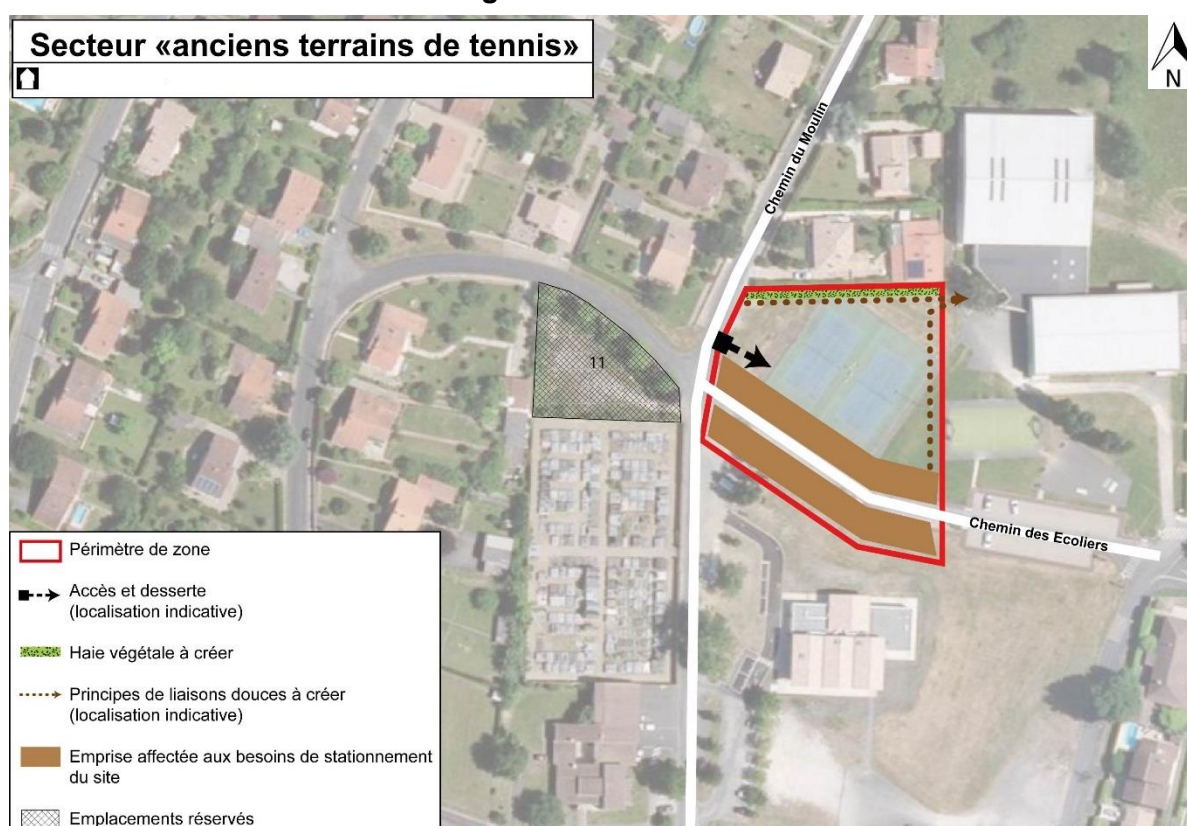 Secteur «anciens terrains de tennis»
N
Chemin du Moulin
11
Chemin des Ecoliers
Périmètre de zone
Accès et desserte
(localisation indicative)
Haie végétale à créer
Principes de liaisons douces à créer
(localisation indicative)
Emprise affectée aux besoins de stationnement
du site
Emplacements réservés